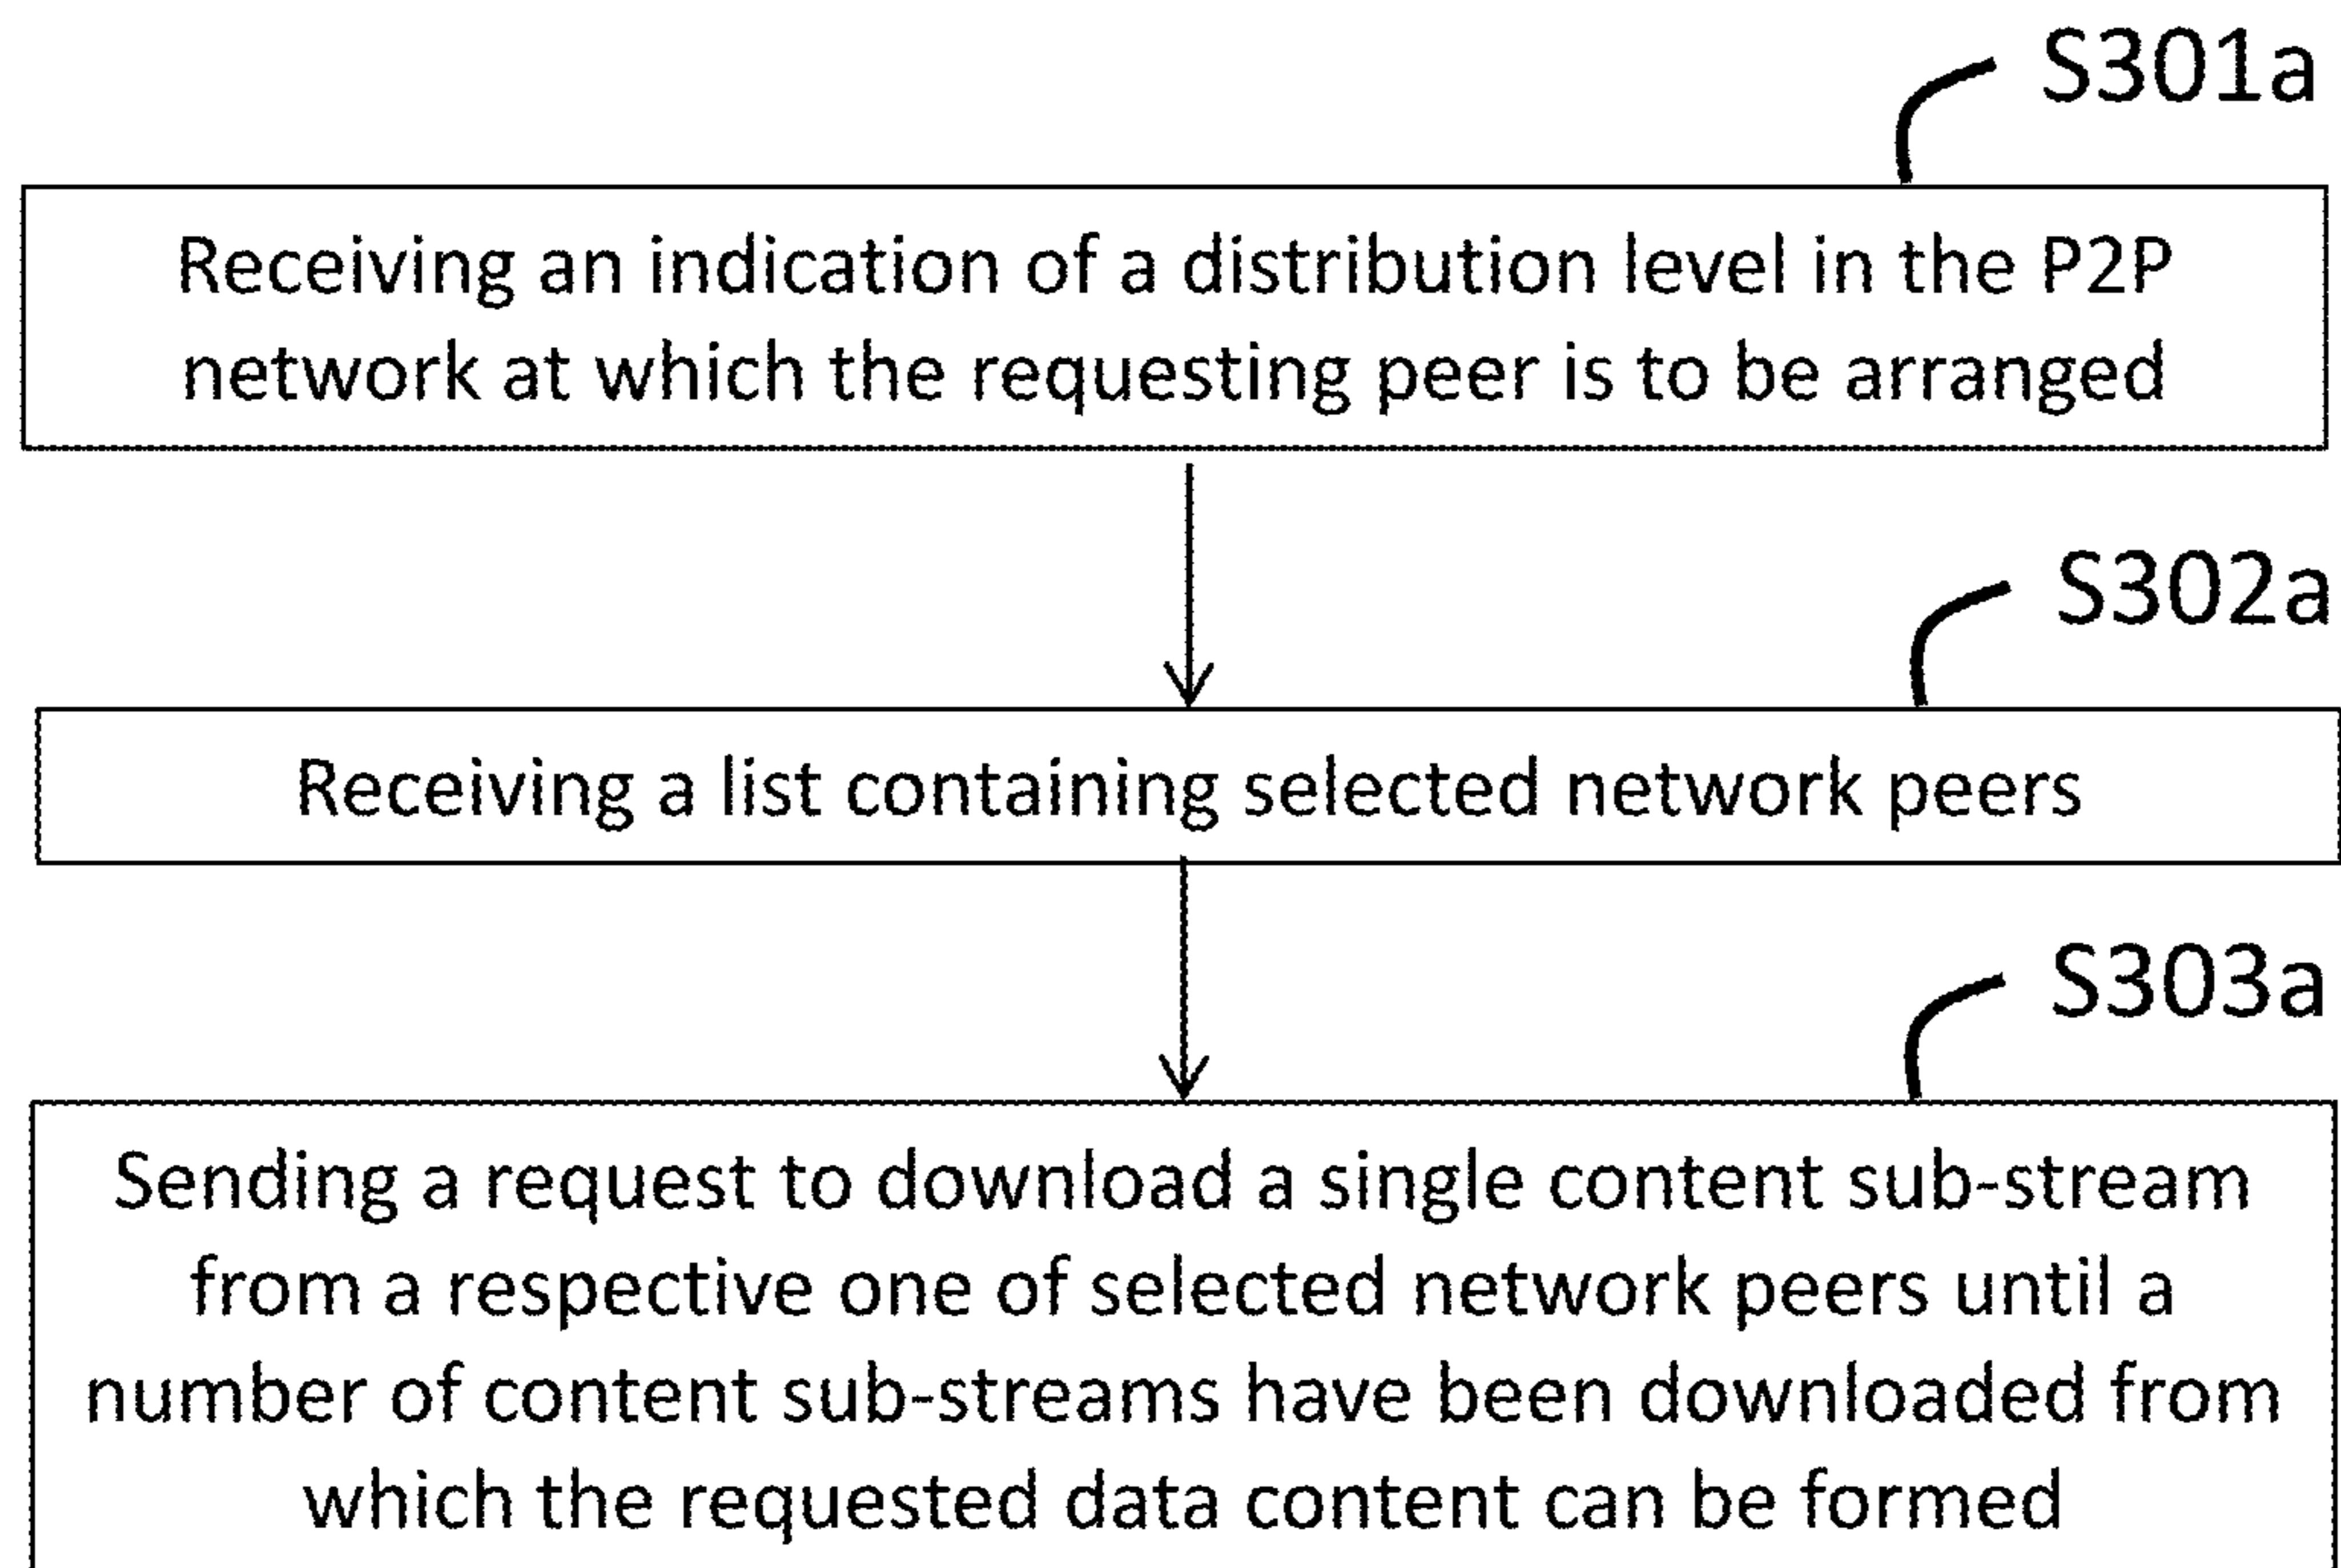 S301a
Receiving an indication of a distribution level in the P2P
network at which the requesting peer is to be arranged
S302a
Receiving a list containing selected network peers
S303a
Sending a request to download a single content sub-stream
from a respective one of selected network peers until a
number of content sub-streams have been downloaded from
which the requested data content can be formed